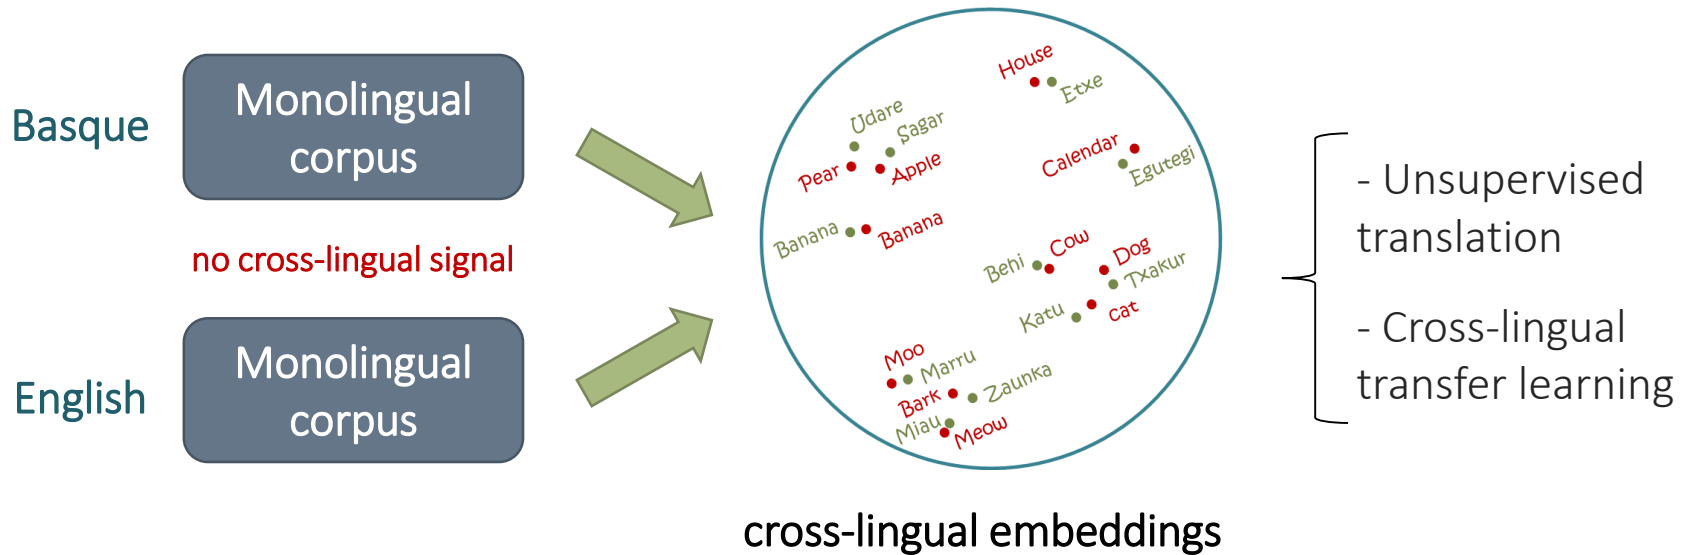 Basque
Monolingual
corpus
no cross-lingual signal
English
Monolingual
corpus
House
Etxe
Udare
Sagar
Pear
Apple
Calendar
Egutegi
Banana
Banana
Behi
Cow
Dog
Txakur
Katu
cat
Moo
Marru
Bark
Zaunka
Miau
Meow
cross-lingual embeddings
- Unsupervised
translation
- Cross-lingual
transfer learning